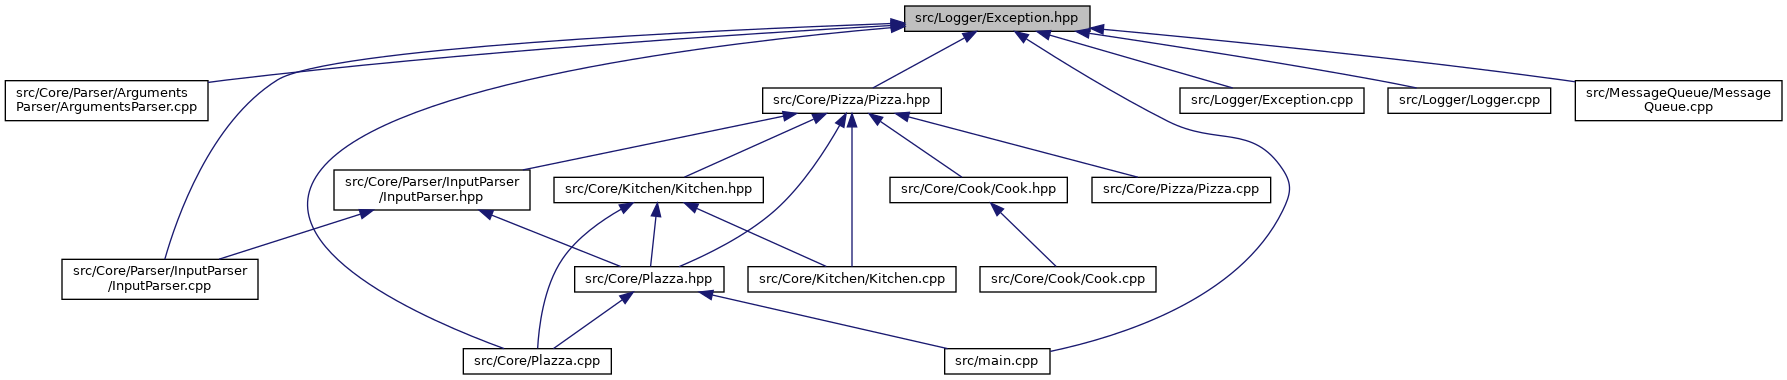 src/Logger/Exception.hpp
src/Core/Parser/Arguments
Parser/ArgumentsParser.cpp
src/Core/Pizza/Pizza.hpp
src/Logger/Exception.cpp
src/Logger/Logger.cpp
src/MessageQueue/Message
Queue.cpp
src/Core/Parser/InputParser
/InputParser.hpp
src/Core/Kitchen/Kitchen.hpp
src/Core/Cook/Cook.hpp
src/Core/Pizza/Pizza.cpp
src/Core/Parser/InputParser
/InputParser.cpp
src/Core/Plazza.hpp
src/Core/Kitchen/Kitchen.cpp
src/Core/Cook/Cook.cpp
src/Core/Plazza.cpp
src/main.cpp